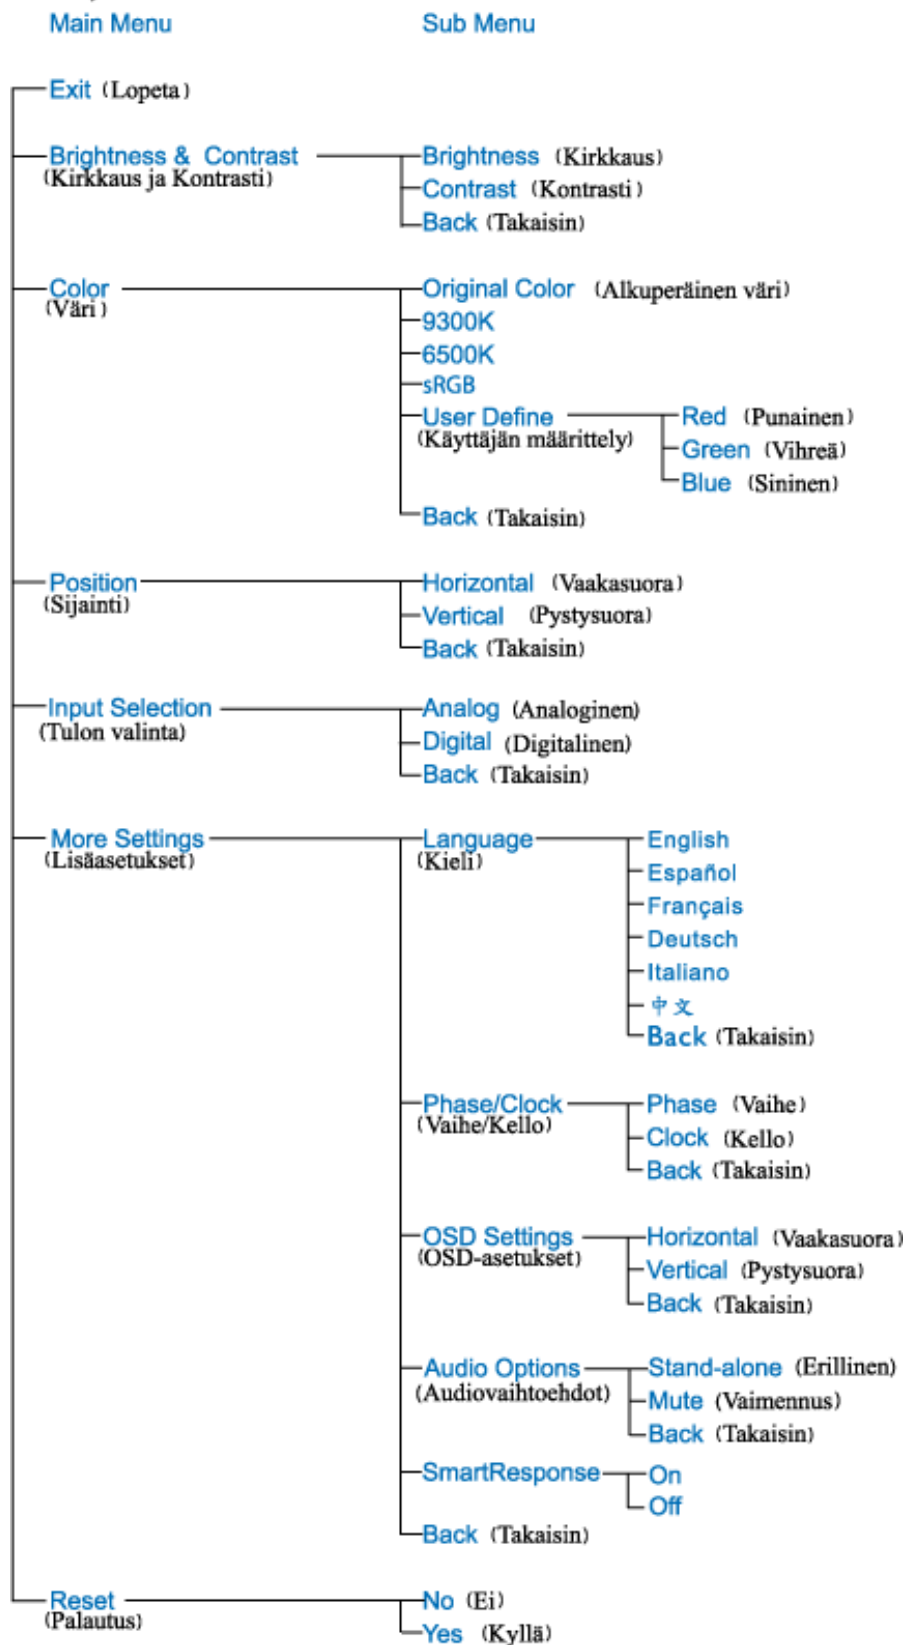 Main Menu Sub Menu
Exit (Lopeta)
Brightness & Contrast Brightness (Kirkkaus)
(Kirkkaus ja Kontrasti)
Contrast (Kontrasti)
Back (Takaisin)
Color Original Color (Alkuperäinen väri)
(Väri)
9300K
6500K
sRGB
User Define Red (Punainen)
(Käyttäjän määrittely)
Green (Vihreä)
Blue (Sininen)
Back (Takaisin)
Position Horizontal (Vaakasuora)
(Sijainti)
Vertical (Pystysuora)
Back (Takaisin)
Input Selection Analog (Analoginen)
(Tulon valinta)
Digital (Digitalinen)
Back (Takaisin)
More Settings Language English
(Lisäasetukset) (Kieli)
Español
Français
Deutsch
Italiano
中文
Back (Takaisin)
Phase/Clock Phase (Vaihe)
(Vaihe/Kello)
Clock (Kello)
Back (Takaisin)
OSD Settings Horizontal (Vaakasuora)
(OSD-asetukset)
Vertical (Pystysuora)
Back (Takaisin)
Audio Options Stand-alone (Erillinen)
(Audiovaihtoehdot)
Mute (Vaimennus)
Back (Takaisin)
SmartResponse On
Off
Back (Takaisin)
Reset No (Ei)
(Palautus)
Yes (Kyllä)